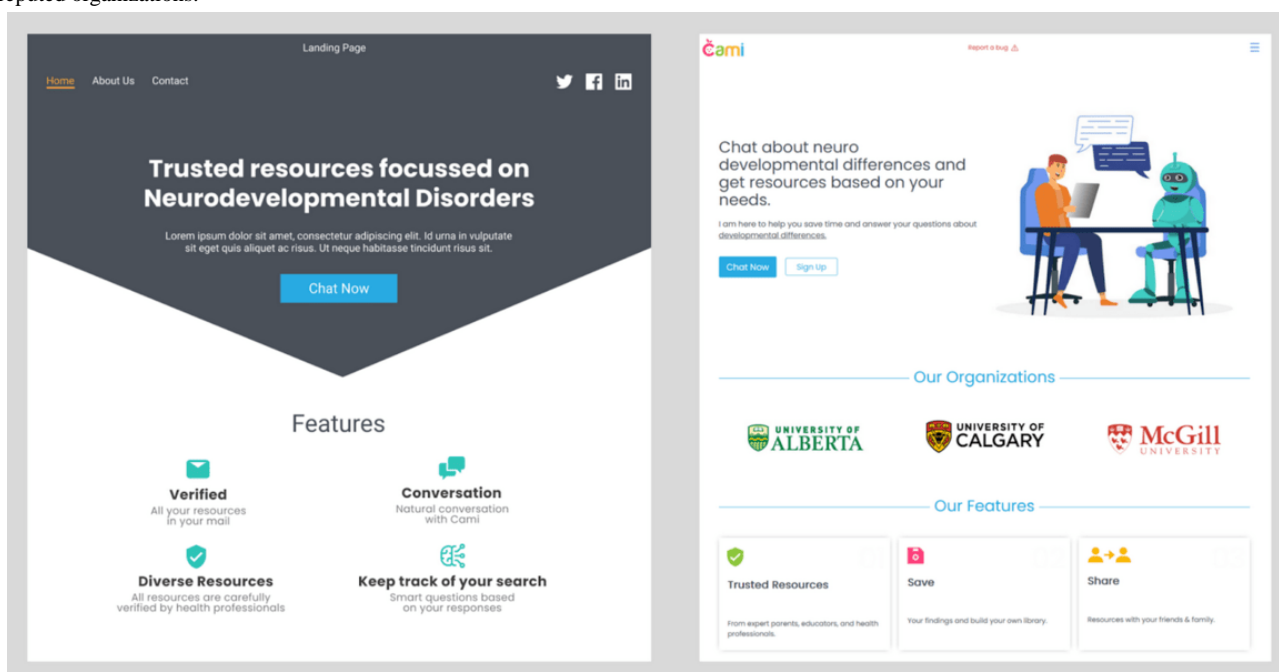 reputed organizations.
Landing Page
Home About Us Contact
Trusted resources focussed on
Neurodevelopmental Disorders
Lorem ipsum dolor sit amet, consectetur adipiscing elit. Id urna in vulputate
sit eget quis aliquet ac risus. Ut neque habitasse tincidunt risus sit.
Chat Now
Features
Verified
All your resources
in your mail
Conversation
Natural conversation
with Cami
Diverse Resources
All resources are carefully
verified by health professionals
Keep track of your search
Smart questions based
on your responses
Cami
Report a bug
Chat about neuro
developmental differences and
get resources based on your
needs.
I am here to help you save time and answer your questions about
developmental differences.
Chat Now Sign Up
Our Organizations
UNIVERSITY OF
ALBERTA
UNIVERSITY OF
CALGARY
McGill
UNIVERSITY
Our Features
01
Trusted Resources
From expert parents, educators, and health
professionals.
02
Save
Your findings and build your own library.
03
Share
Resources with your friends & family.